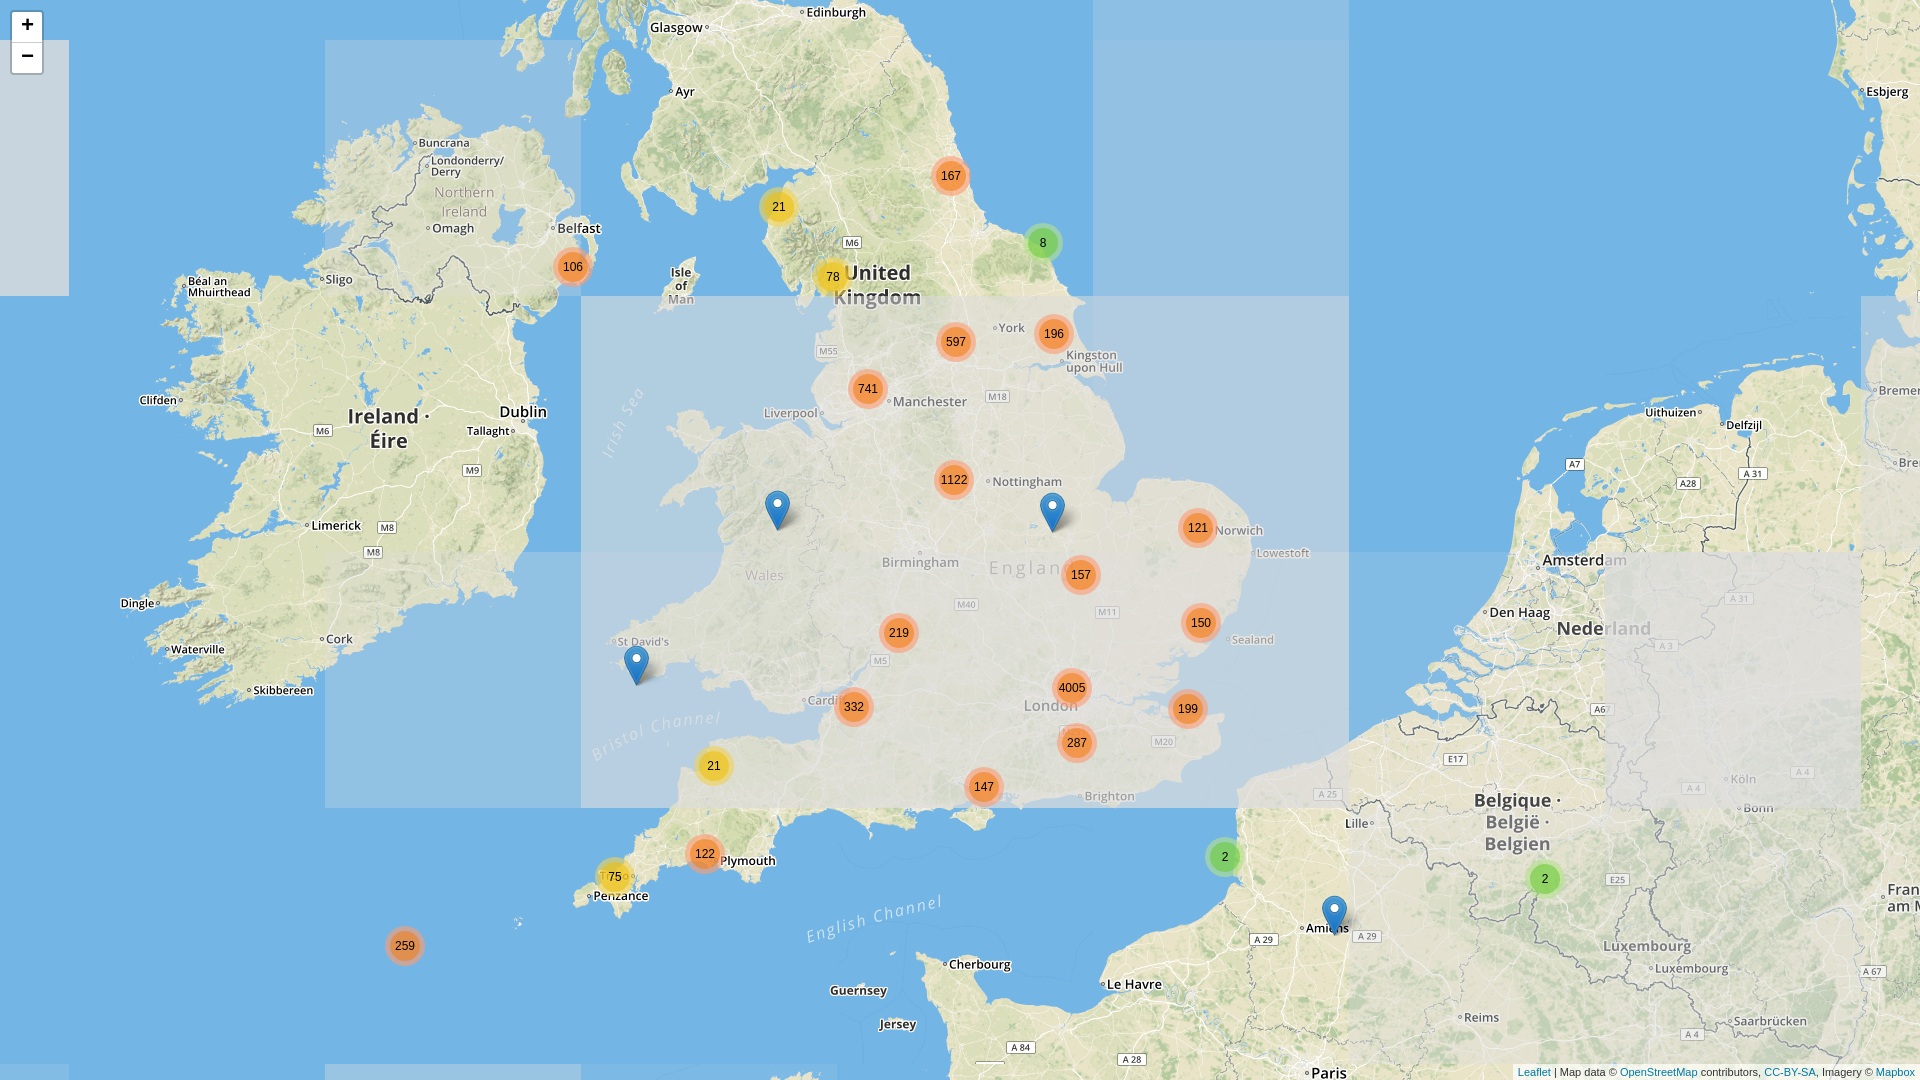 +
−
Edinburgh
Glasgow
Ayr
Esbjerg
Buncrana
Londonderry/
Derry
167
Northern
Ireland
21
Omagh
Belfast
8
M6
106
Isle
of
Man
78
United
Kingdom
Sligo
Béal an
Mhuirthead
York
196
597
M55
Kingston
upon Hull
741
Manchester
M18
Clifden
Liverpool
Irish Sea
Ireland ·
Éire
Dublin
M6
Tallaght
M9
Uithuizen
Delfzijl
A7
A 31
A28
1122
Nottingham
Limerick
M8
M8
121
Norwich
Lowestoft
Birmingham
Amsterdam
157
Wales
M40
M11
Dingle
A 31
Den Haag
Nederland
150
Sealand
219
Cork
St David's
Waterville
M5
A 3
Skibbereen
4005
London
199
332
Bristol Channel
287
M20
E17
21
147
Brighton
A 25
Köln
A 4
A 4
Bonn
Belgique ·
België ·
Belgien
Lille
122
Plymouth
2
75
Penzance
2
E25
English Channel
Amiens
A 29
A 29
259
Luxembourg
Luxembourg
A 67
Cherbourg
Le Havre
Guernsey
Jersey
Reims
Saarbrücken
A 4
A 84
A 28
Paris
Leaflet | Map data © OpenStreetMap contributors, CC-BY-SA, Imagery © Mapbox